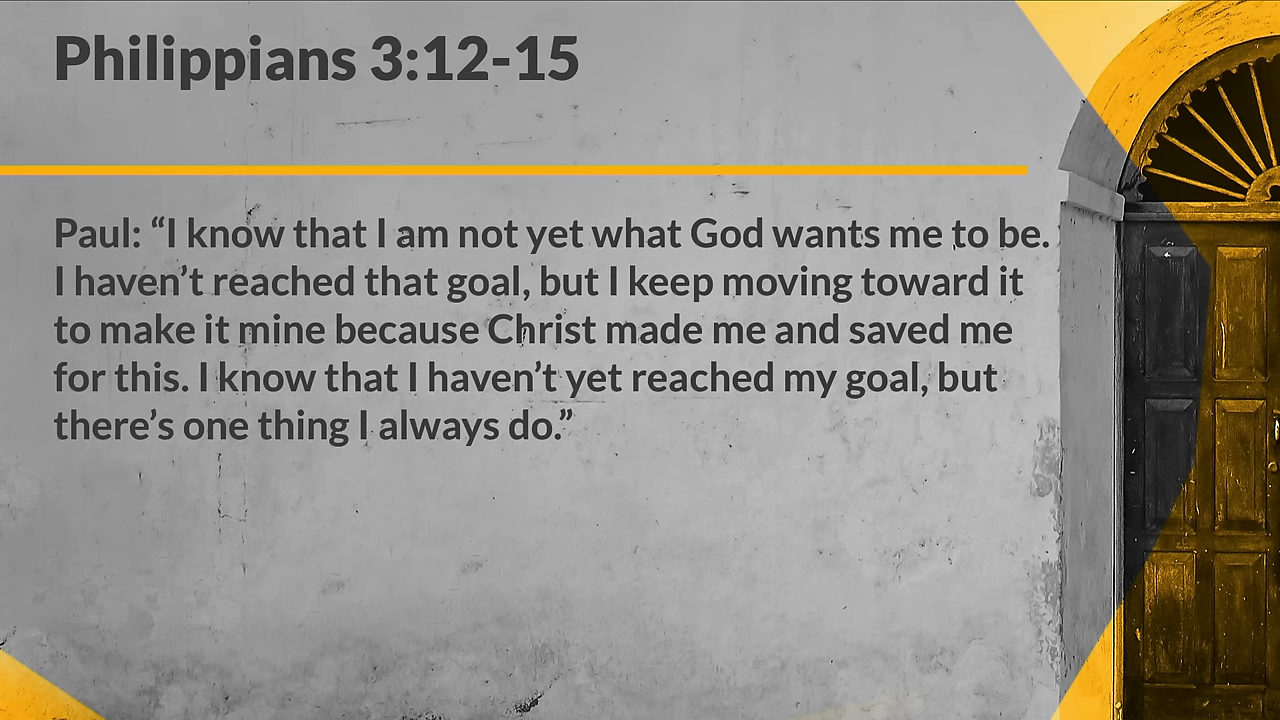 Philippians 3:12-15
Paul: “I know that I am not yet what God wants me to be.
I haven’t reached that goal, but I keep moving toward it
to make it mine because Christ made me and saved me
for this. I know that I haven’t yet reached my goal, but
there’s one thing I always do.”